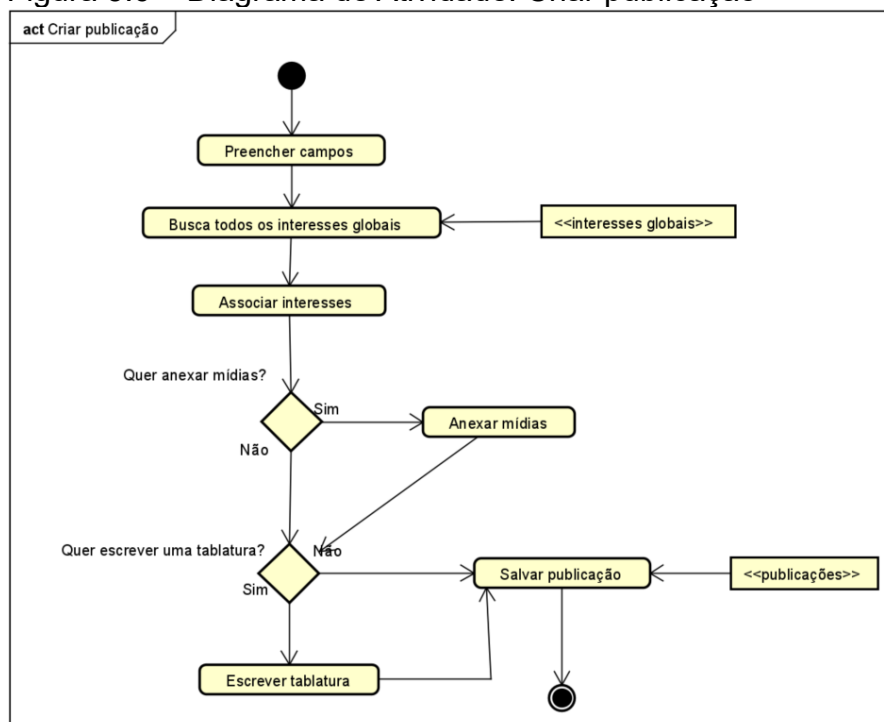 act Criar publicação
Preencher campos
Busca todos os interesses globais
<<interesses globais>>
Associar interesses
Quer anexar mídias?
Sim
Anexar mídias
Não
Quer escrever uma tablatura?
Não
Salvar publicação
<<publicações>>
Sim
Escrever tablatura